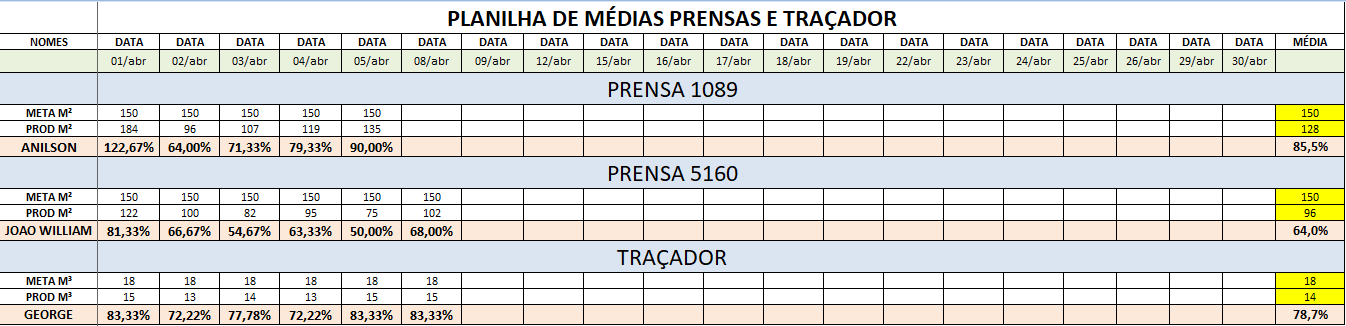 PLANILHA DE MÉDIAS PRENSAS E TRAÇADOR
NOMES DATA DATA DATA DATA DATA DATA DATA DATA DATA DATA DATA DATA DATA DATA DATA DATA DATA DATA DATA DATA MÉDIA
01/abr 02/abr 03/abr 04/abr 05/abr 08/abr 09/abr 12/abr 15/abr 16/abr 17/abr 18/abr 19/abr 22/abr 23/abr 24/abr 25/abr 26/abr 29/abr 30/abr
PRENSA 1089
META M² 150 150 150 150 150 150
PROD M² 184 96 107 119 135 128
ANILSON 122,67% 64,00% 71,33% 79,33% 90,00% 85,5%
PRENSA 5160
META M² 150 150 150 150 150 150 150
PROD M² 122 100 82 95 75 102 96
JOAO WILLIAM 81,33% 66,67% 54,67% 63,33% 50,00% 68,00% 64,0%
TRAÇADOR
META M³ 18 18 18 18 18 18 18
PROD M³ 15 13 14 13 15 15 14
GEORGE 83,33% 72,22% 77,78% 72,22% 83,33% 83,33% 78,7%